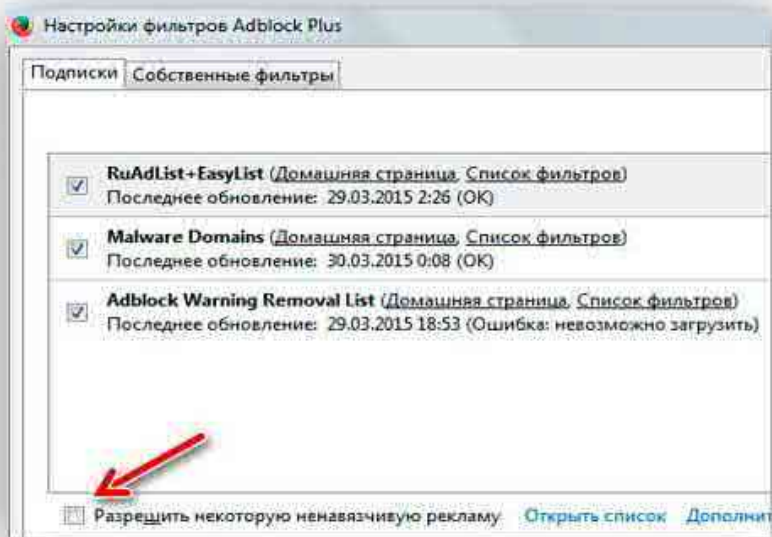 Настройки фильтров Adblock Plus
Подписки Собственные фильтры
RuAdList+EasyList (Домашняя страница, Список фильтров)
Последнее обновление: 29.03.2015 2:26 (ОК)
Malware Domains (Домашняя страница, Список фильтров)
Последнее обновление: 30.03.2015 0:08 (ОК)
Adblock Warning Removal List (Домашняя страница, Список фильтров)
Последнее обновление: 29.03.2015 18:53 (Ошибка: невозможно загрузить)
Разрешить некоторую ненавязчивую рекламу Открыть список Дополнит